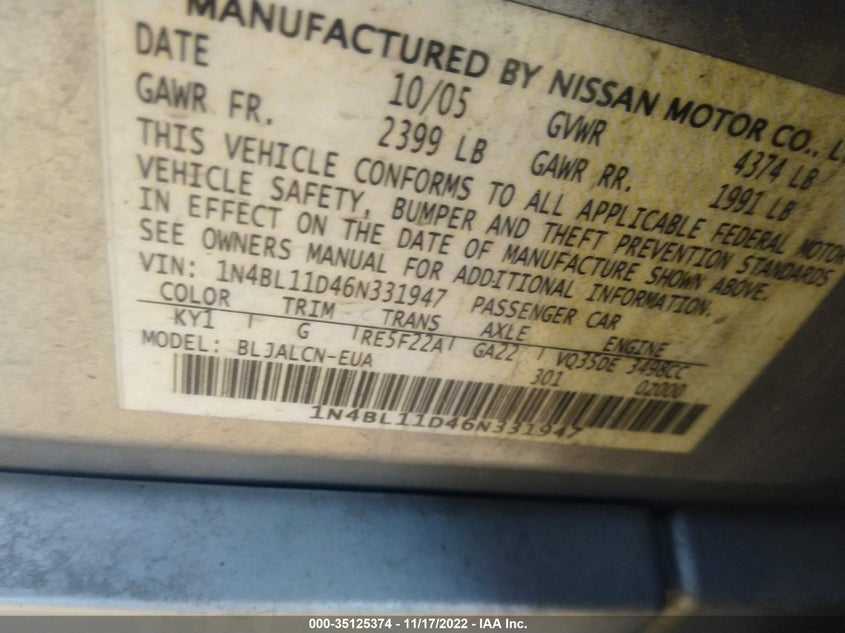 MANUFACTURED BY NISSAN MOTOR CO., L
DATE 10/05 GVWR 4374 LB
GAWR FR. 2399 LB GAWR RR. 1991 LB
THIS VEHICLE CONFORMS TO ALL APPLICABLE FEDERAL MOTOR
VEHICLE SAFETY, BUMPER AND THEFT PREVENTION STANDARDS
IN EFFECT ON THE DATE OF MANUFACTURE SHOWN ABOVE.
SEE OWNERS MANUAL FOR ADDITIONAL INFORMATION.
VIN: 1N4BL11D46N331947 PASSENGER CAR
COLOR TRIM TRANS AXLE ENGINE
KY1 G RE5F22A GA22 VQ35DE 3498CC
MODEL: BLJALCN-EUA 301 0Z000
1N4BL11D46N331947
000-35125374 - 11/17/2022 - IAA Inc.